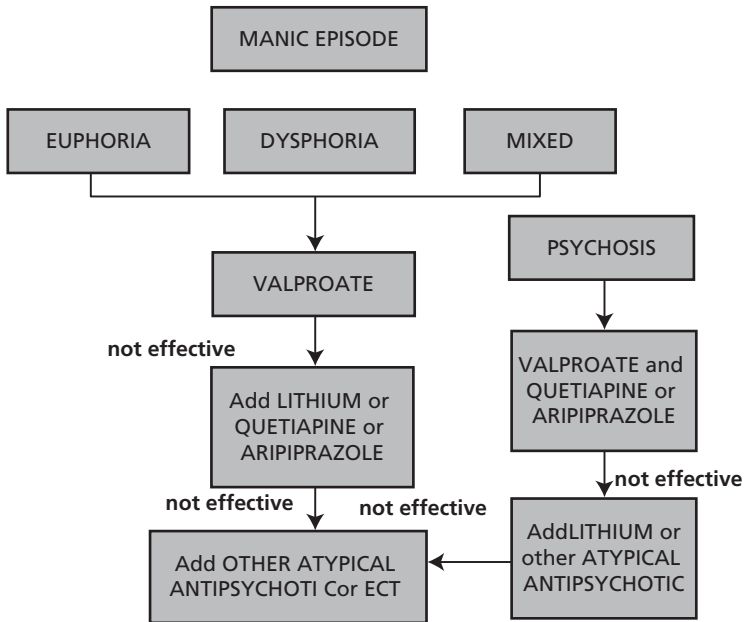 MANIC EPISODE
EUPHORIA
DYSPHORIA
MIXED
PSYCHOSIS
VALPROATE
not effective
VALPROATE and
QUETIAPINE or
ARIPIPRAZOLE
Add LITHIUM or
QUETIAPINE or
ARIPIPRAZOLE
not effective
not effective
not effective
AddLITHIUM or
other ATYPICAL
ANTIPSYCHOTIC
Add OTHER ATYPICAL
ANTIPSYCHOTI Cor ECT